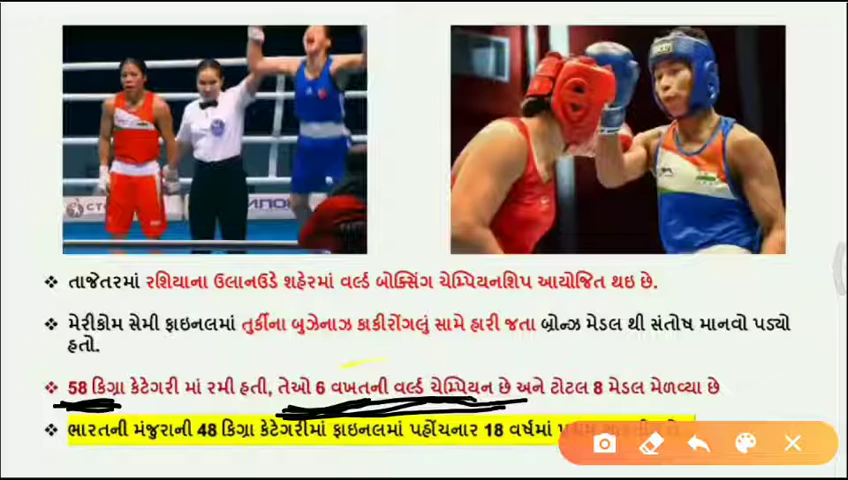 ❖ તાજેતરમાં રશિયાના ઉલાનઉડે શહેરમાં વર્લ્ડ બોક્સિંગ ચેમ્પિયનશિપ આયોજિત થઇ છે.
❖ મેરીકોમ સેમી ફાઇનલમાં તુર્કીના બુઝેનાઝ કાકીરોંગલું સામે હારી જતા બ્રોન્ઝ મેડલ થી સંતોષ માનવો પડ્યો
હતો.
❖ 58 કિગ્રા કેટેગરી માં રમી હતી, તેઓ 6 વખતની વર્લ્ડ ચેમ્પિયન છે અને ટોટલ 8 મેડલ મેળવ્યા છે
❖ ભારતની મંજુરાની 48 કિગ્રા કેટેગરીમાં ફાઇનલમાં પહોંચનાર 18 વર્ષમાં